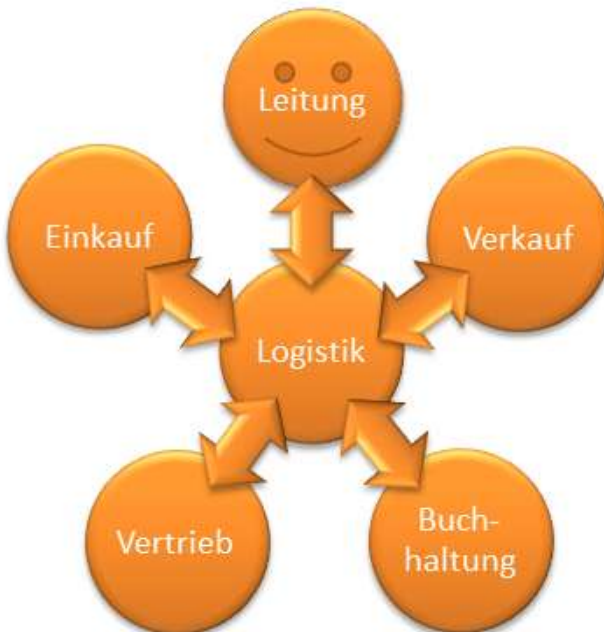 Leitung
Einkauf
Verkauf
Logistik
Vertrieb
Buch-
haltung